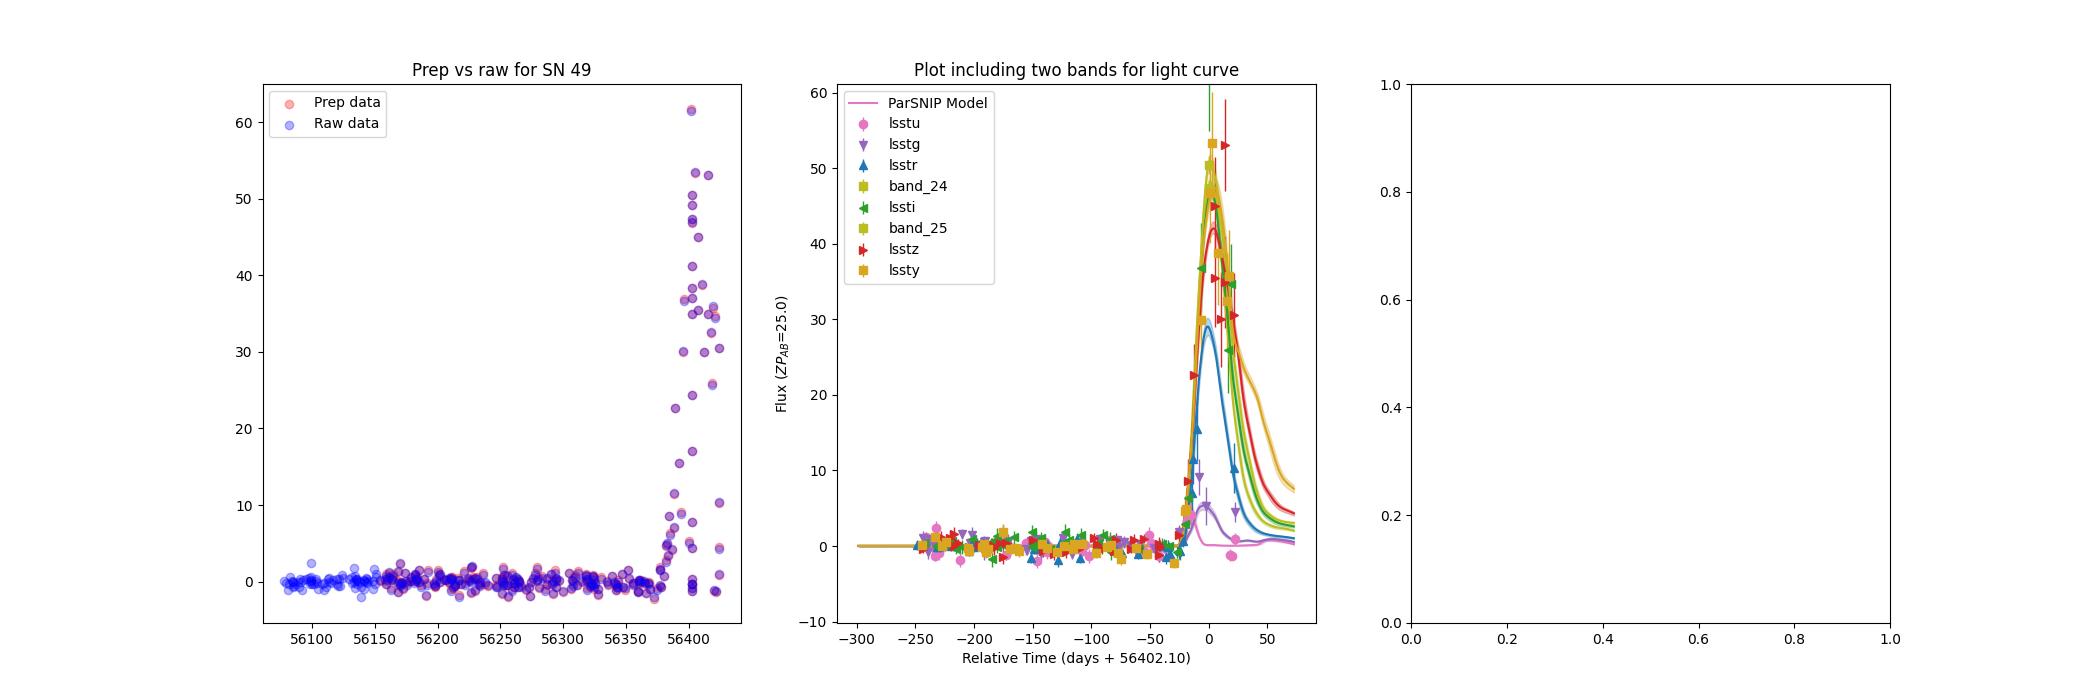 Prep vs raw for SN 49
Prep data
Raw data
60
50
40
30
20
10
0
56100
56150
56200
56250
56300
56350
56400
Plot including two bands for light curve
ParSNIP Model
lsstu
lsstg
lsstr
band_24
lssti
band_25
lsstz
lssty
Flux (ZP_AB=25.0)
60
50
40
30
20
10
0
−10
−300
−250
−200
−150
−100
−50
0
50
Relative Time (days + 56402.10)
1.0
0.8
0.6
0.4
0.2
0.0
0.0
0.2
0.4
0.6
0.8
1.0